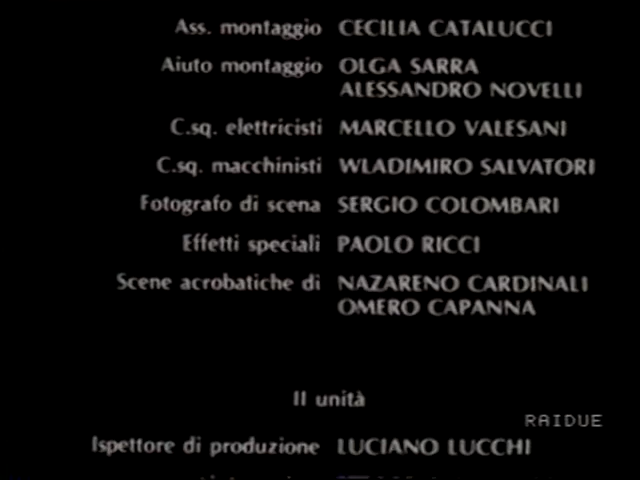 Ass. montaggio CECILIA CATALUCCI
Aiuto montaggio OLGA SARRA
ALESSANDRO NOVELLI
C.sq. elettricisti MARCELLO VALESANI
C.sq. macchinisti WLADIMIRO SALVATORI
Fotografo di scena SERGIO COLOMBARI
Effetti speciali PAOLO RICCI
Scene acrobatiche di NAZARENO CARDINALI
OMERO CAPANNA
II unità
RAIDUE
Ispettore di produzione LUCIANO LUCCHI